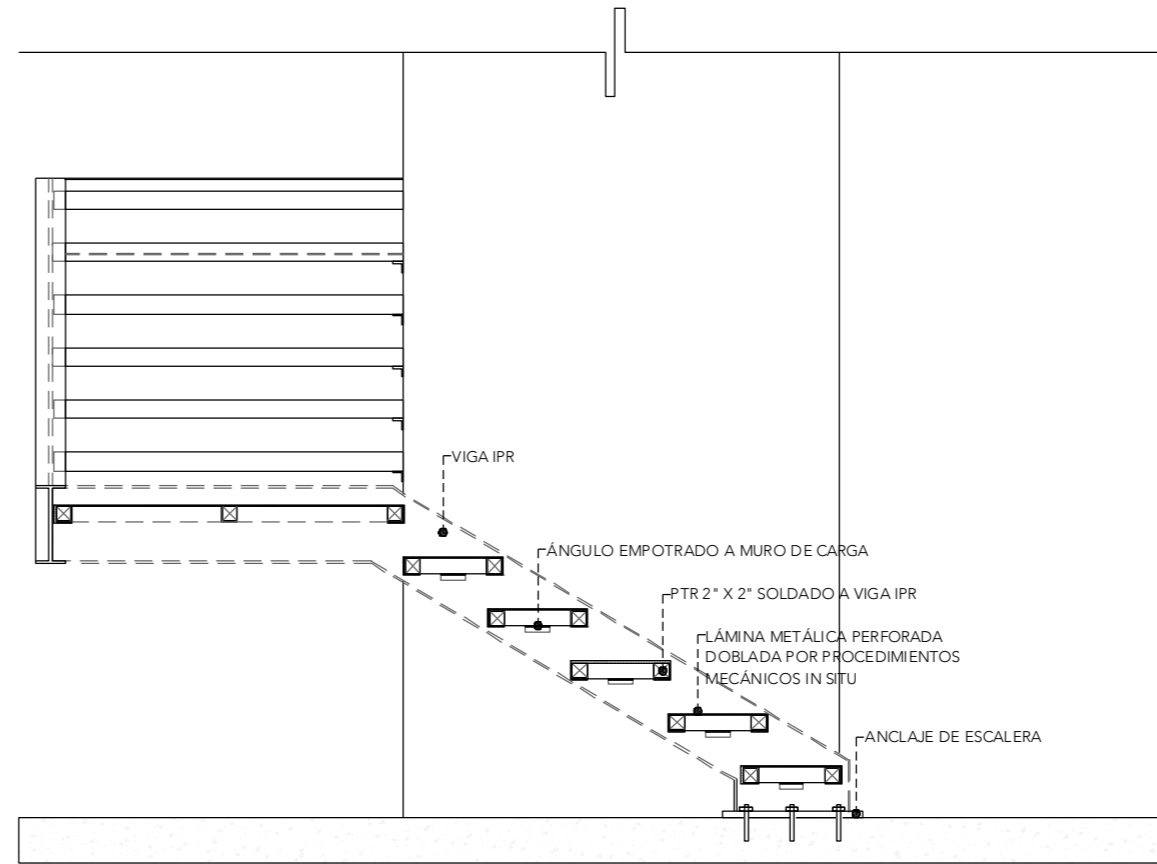 VIGA IPR
ÁNGULO EMPOTRADO A MURO DE CARGA
PTR 2" X 2" SOLDADO A VIGA IPR
LÁMINA METÁLICA PERFORADA
DOBLADA POR PROCEDIMIENTOS
MECÁNICOS IN SITU
ANCLAJE DE ESCALERA